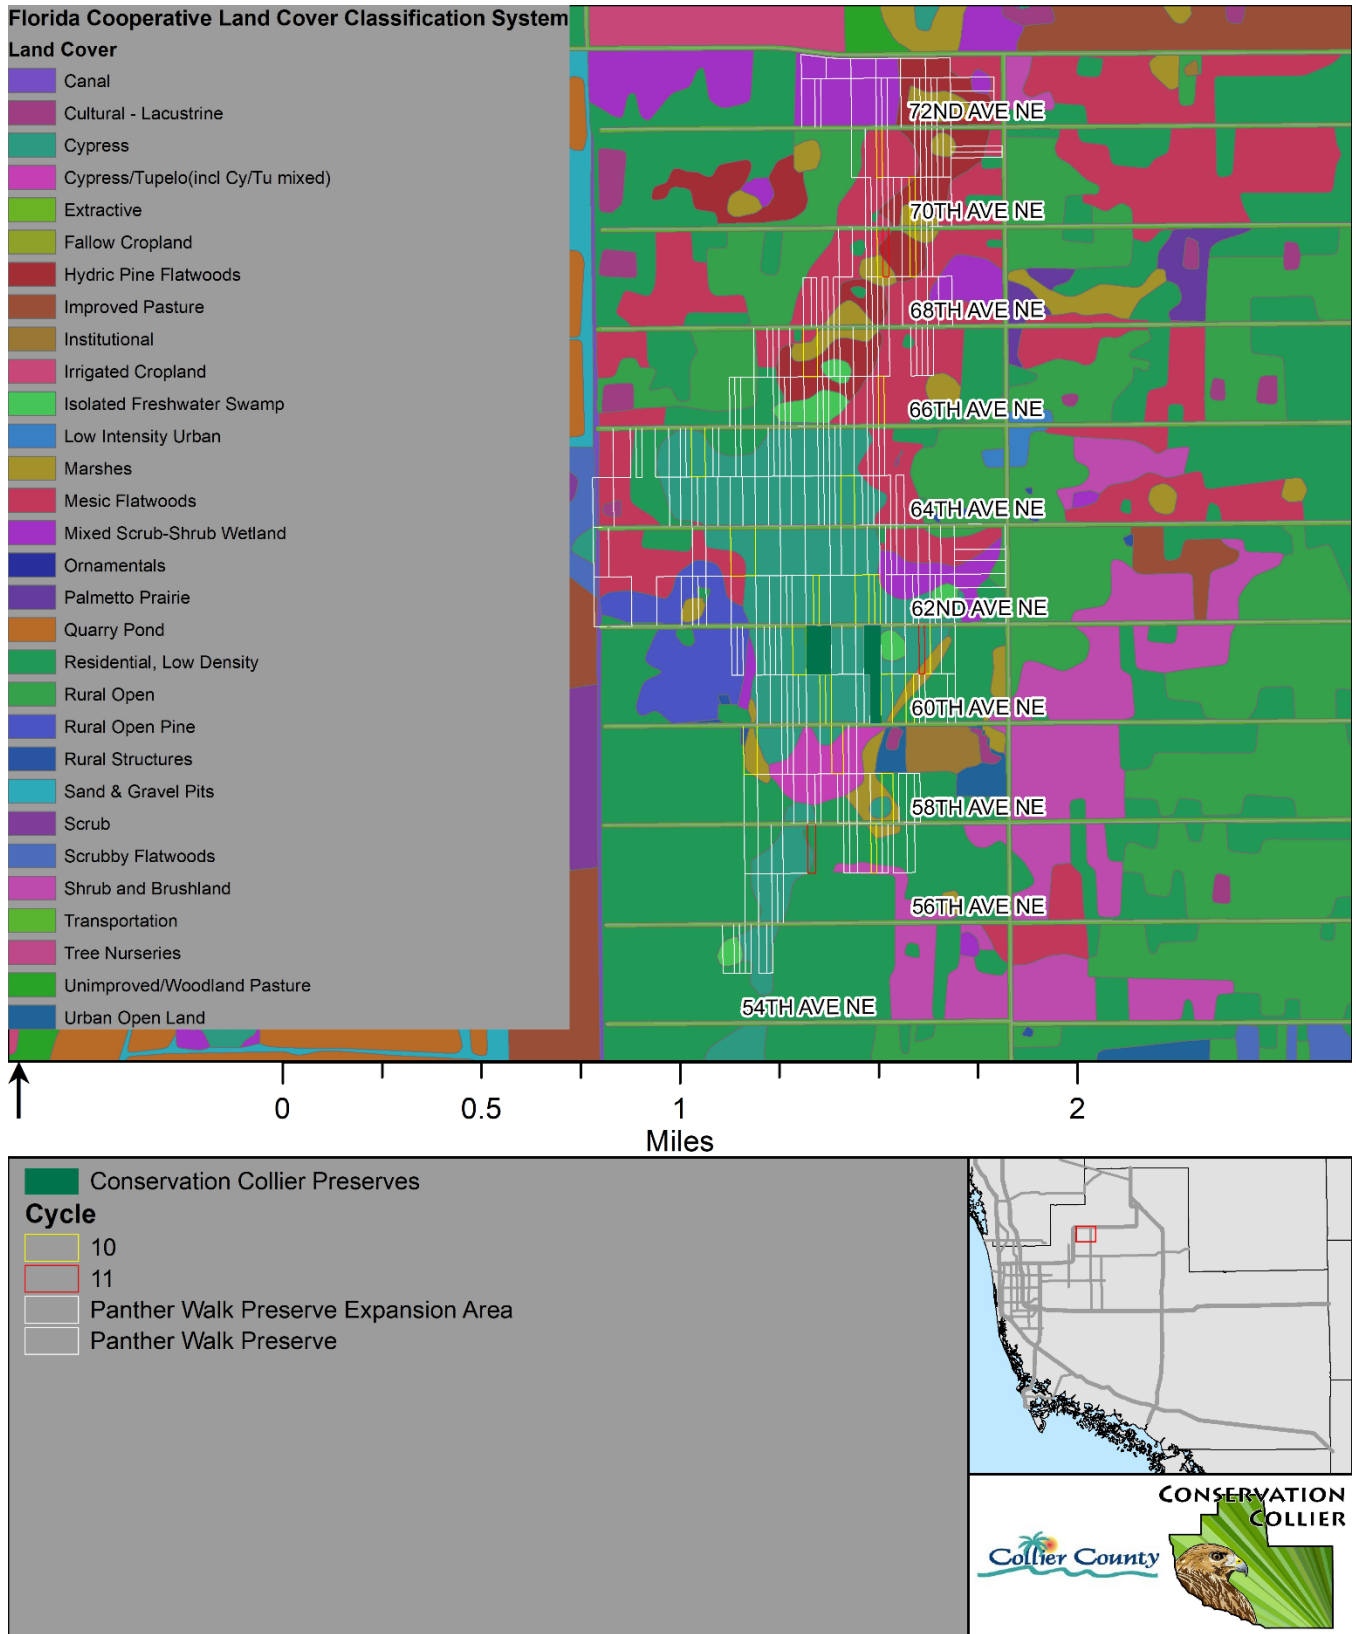 Florida Cooperative Land Cover Classification System
Land Cover
Canal
Cultural - Lacustrine
Cypress
Cypress/Tupelo(incl Cy/Tu mixed)
Extractive
Fallow Cropland
Hydric Pine Flatwoods
Improved Pasture
Institutional
Irrigated Cropland
Isolated Freshwater Swamp
Low Intensity Urban
Marshes
Mesic Flatwoods
Mixed Scrub-Shrub Wetland
Ornamentals
Palmetto Prairie
Quarry Pond
Residential, Low Density
Rural Open
Rural Open Pine
Rural Structures
Sand & Gravel Pits
Scrub
Scrubby Flatwoods
Shrub and Brushland
Transportation
Tree Nurseries
Unimproved/Woodland Pasture
Urban Open Land
72ND AVE NE
70TH AVE NE
68TH AVE NE
66TH AVE NE
64TH AVE NE
62ND AVE NE
60TH AVE NE
58TH AVE NE
56TH AVE NE
54TH AVE NE
0 0.5 1 2
Miles
Conservation Collier Preserves
Cycle
10
11
Panther Walk Preserve Expansion Area
Panther Walk Preserve
CONSERVATION
COLLIER
Collier County